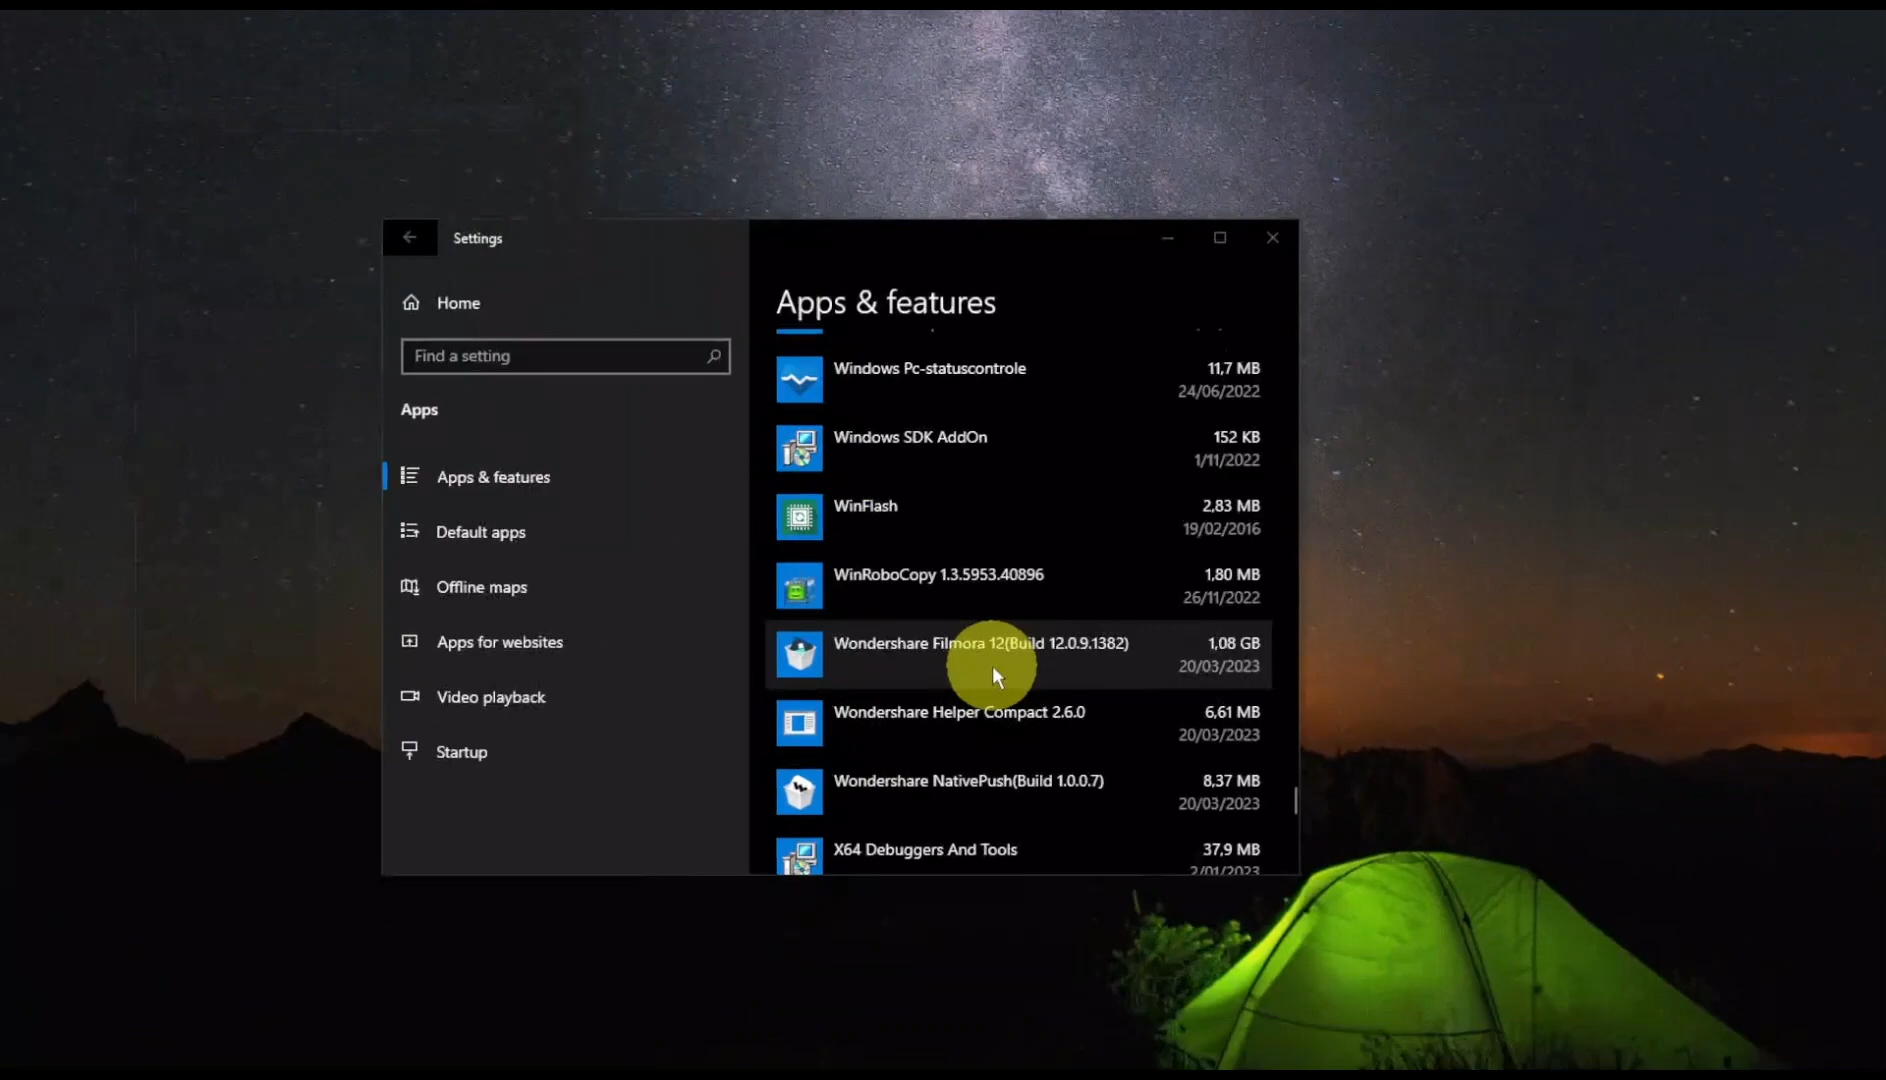 Settings
Home
Find a setting
Apps
Apps & features
Default apps
Offline maps
Apps for websites
Video playback
Startup
Apps & features
Windows Pc-statuscontrole 11,7 MB
24/06/2022
Windows SDK AddOn 152 KB
1/11/2022
WinFlash 2,83 MB
19/02/2016
WinRoboCopy 1.3.5953.40896 1,80 MB
26/11/2022
Wondershare Filmora 12(Build 12.0.9.1382) 1,08 GB
20/03/2023
Wondershare Helper Compact 2.6.0 6,61 MB
20/03/2023
Wondershare NativePush(Build 1.0.0.7) 8,37 MB
20/03/2023
X64 Debuggers And Tools 37,9 MB
2/01/2023